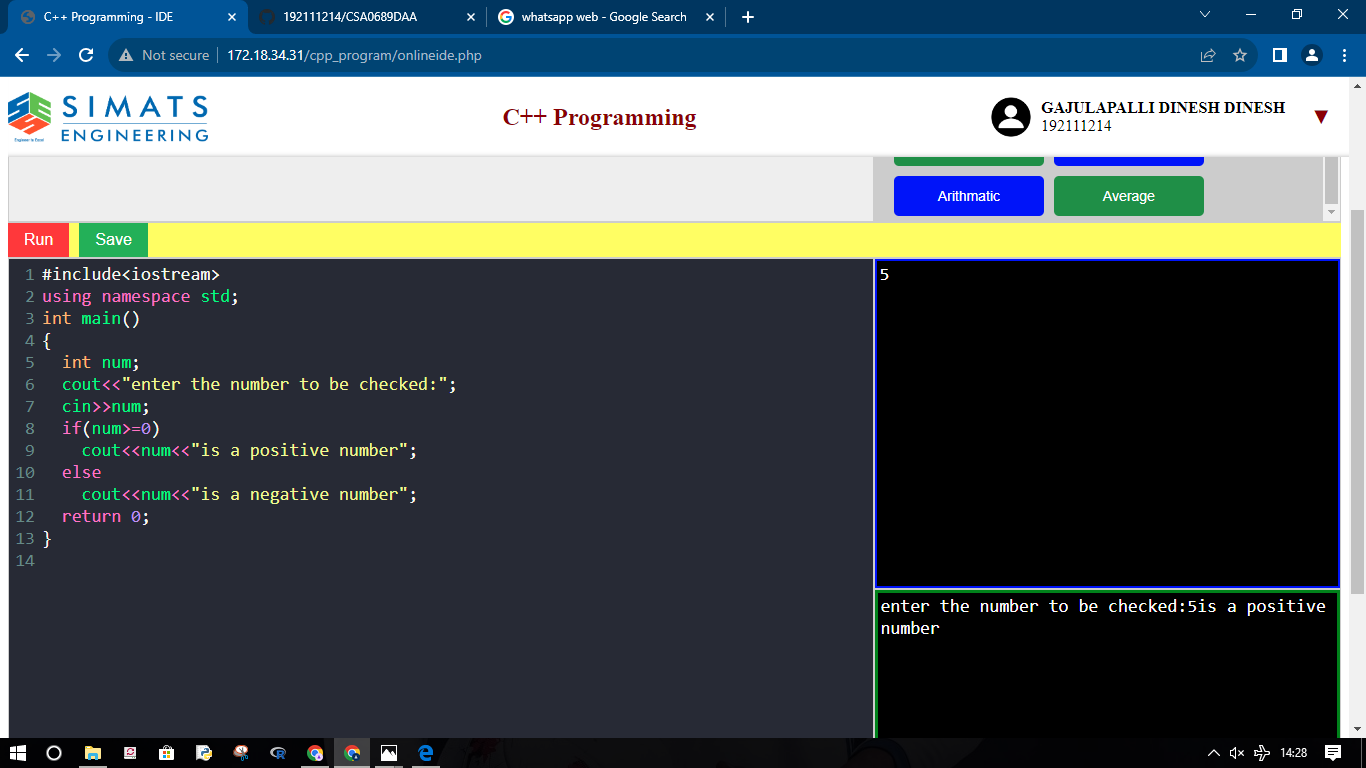 C++ Programming - IDE
192111214/CSA0689DAA
whatsapp web - Google Search
Not secure
172.18.34.31/cpp_program/onlineide.php
SIMATS
ENGINEERING
C++ Programming
GAJULAPALLI DINESH DINESH
192111214
Arithmatic
Average
Run
Save
1 #include<iostream>
2 using namespace std;
3 int main()
4 {
5 int num;
6 cout<<"enter the number to be checked:";
7 cin>>num;
8 if(num>=0)
9 cout<<num<<"is a positive number";
10 else
11 cout<<num<<"is a negative number";
12 return 0;
13 }
14
5
enter the number to be checked:5is a positive
number
14:28